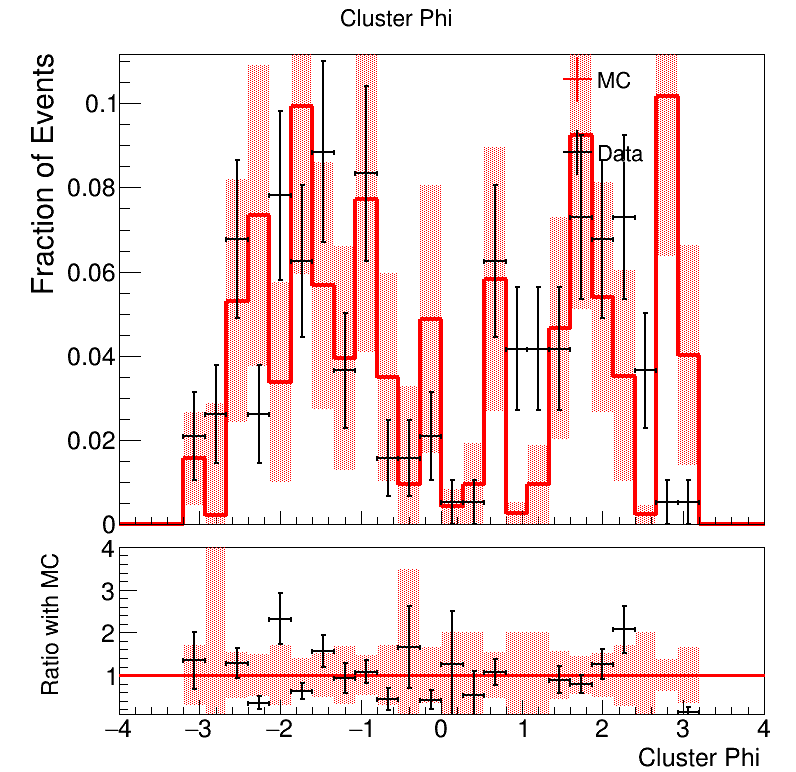 Cluster Phi
Fraction of Events
0.1
0.08
0.06
0.04
0.02
0
MC
Data
Ratio with MC
4
3
2
1
−4 −3 −2 −1 0 1 2 3 4
Cluster Phi